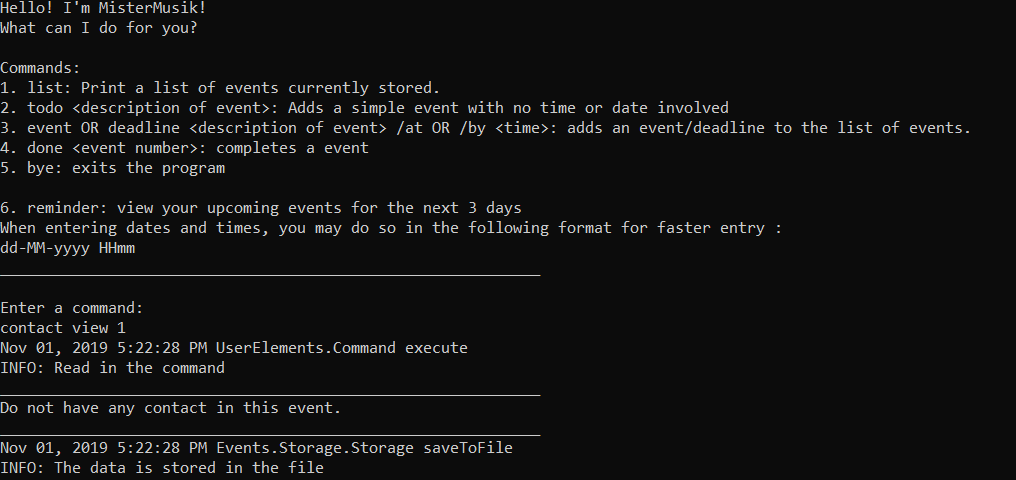 Hello! I'm MisterMusik!
What can I do for you?
Commands:
1. list: Print a list of events currently stored.
2. todo <description of event>: Adds a simple event with no time or date involved
3. event OR deadline <description of event> /at OR /by <time>: adds an event/deadline to the list of events.
4. done <event number>: completes a event
5. bye: exits the program
6. reminder: view your upcoming events for the next 3 days
When entering dates and times, you may do so in the following format for faster entry :
dd-MM-yyyy HHmm
____________________________________________________________
Enter a command:
contact view 1
Nov 01, 2019 5:22:28 PM UserElements.Command execute
INFO: Read in the command
____________________________________________________________
Do not have any contact in this event.
____________________________________________________________
Nov 01, 2019 5:22:28 PM Events.Storage.Storage saveToFile
INFO: The data is stored in the file